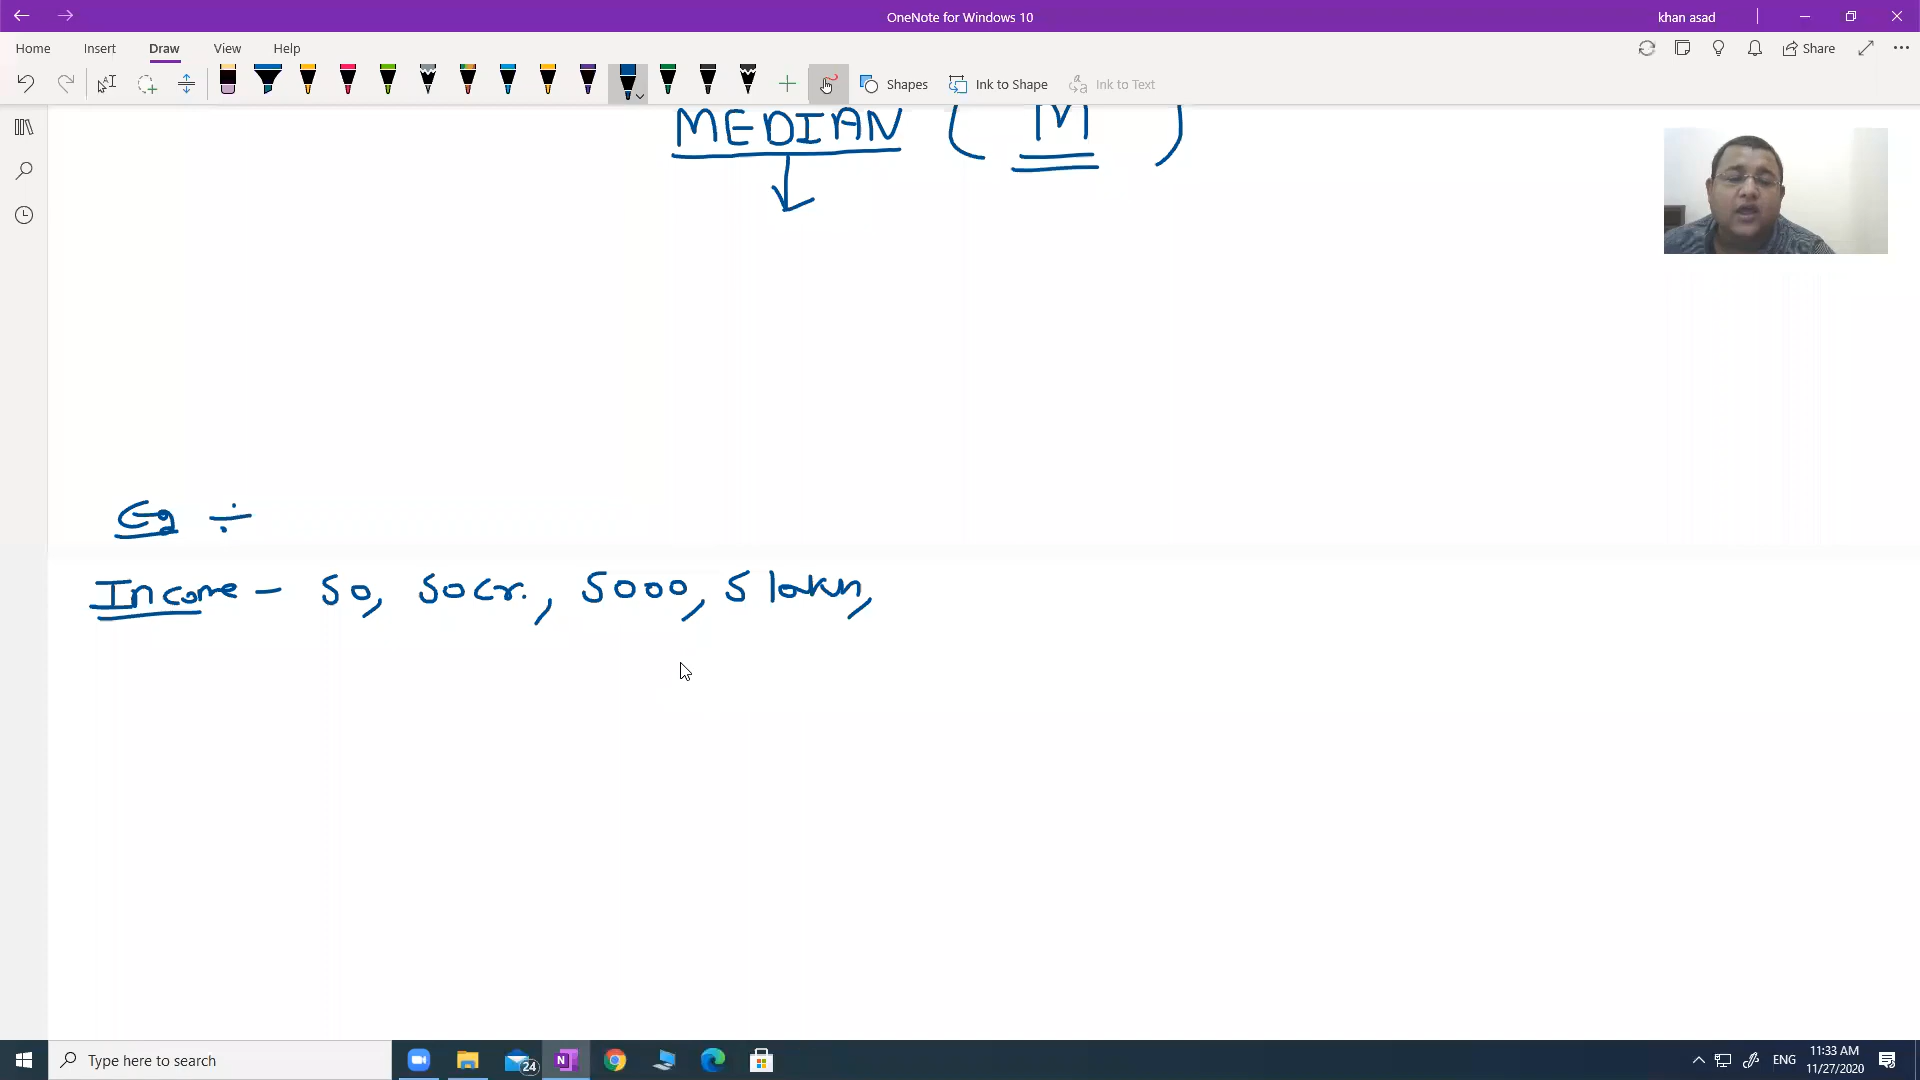 OneNote for Windows 10
khan asad
Home Insert Draw View Help
Share
Shapes Ink to Shape Ink to Text
MEDIAN ( M )
Eg ÷
Income - 50, 50cr., 5000, 5 lakh,
Type here to search
24
N
ENG
11:33 AM
11/27/2020